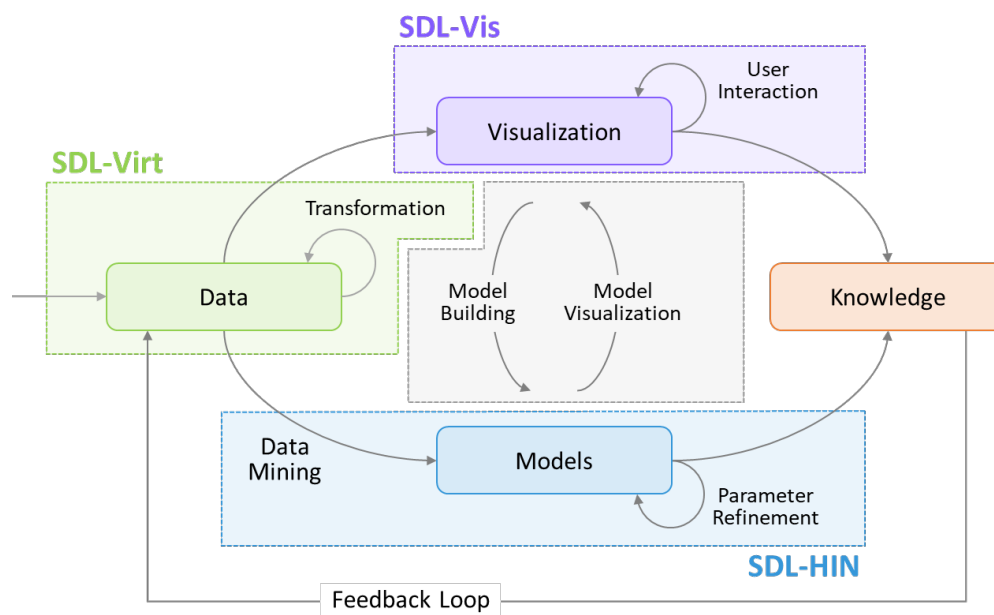 SDL-Vis
User
Interaction
Visualization
SDL-Virt
Transformation
Data
Model
Building
Model
Visualization
Knowledge
Data
Mining
Models
Parameter
Refinement
SDL-HIN
Feedback Loop